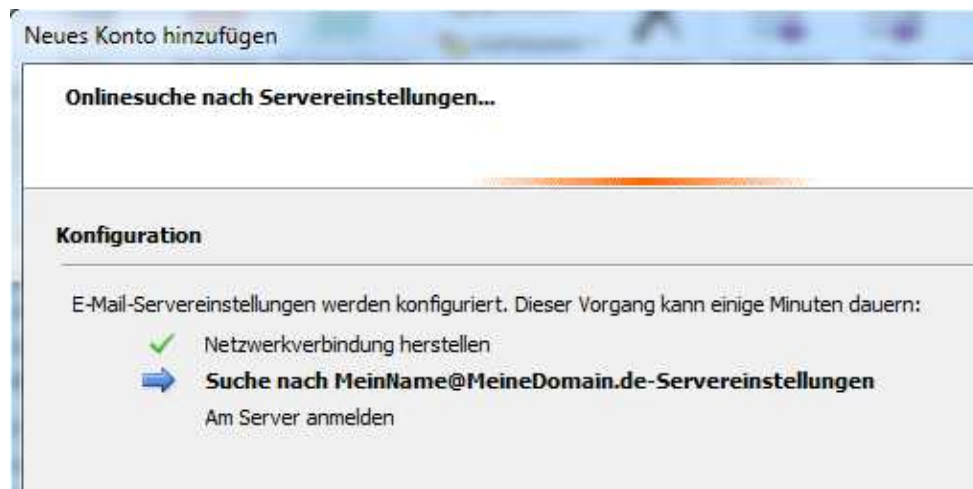 Neues Konto hinzufügen
Onlinesuche nach Servereinstellungen...
Konfiguration
E-Mail-Servereinstellungen werden konfiguriert. Dieser Vorgang kann einige Minuten dauern:
Netzwerkverbindung herstellen
Suche nach MeinName@MeineDomain.de-Servereinstellungen
Am Server anmelden